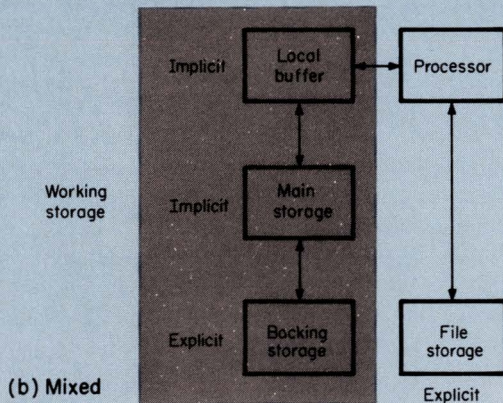 Implicit
Local
buffer
Processor
Working
storage
Implicit
Main
storage
Explicit
Backing
storage
File
storage
(b) Mixed
Explicit